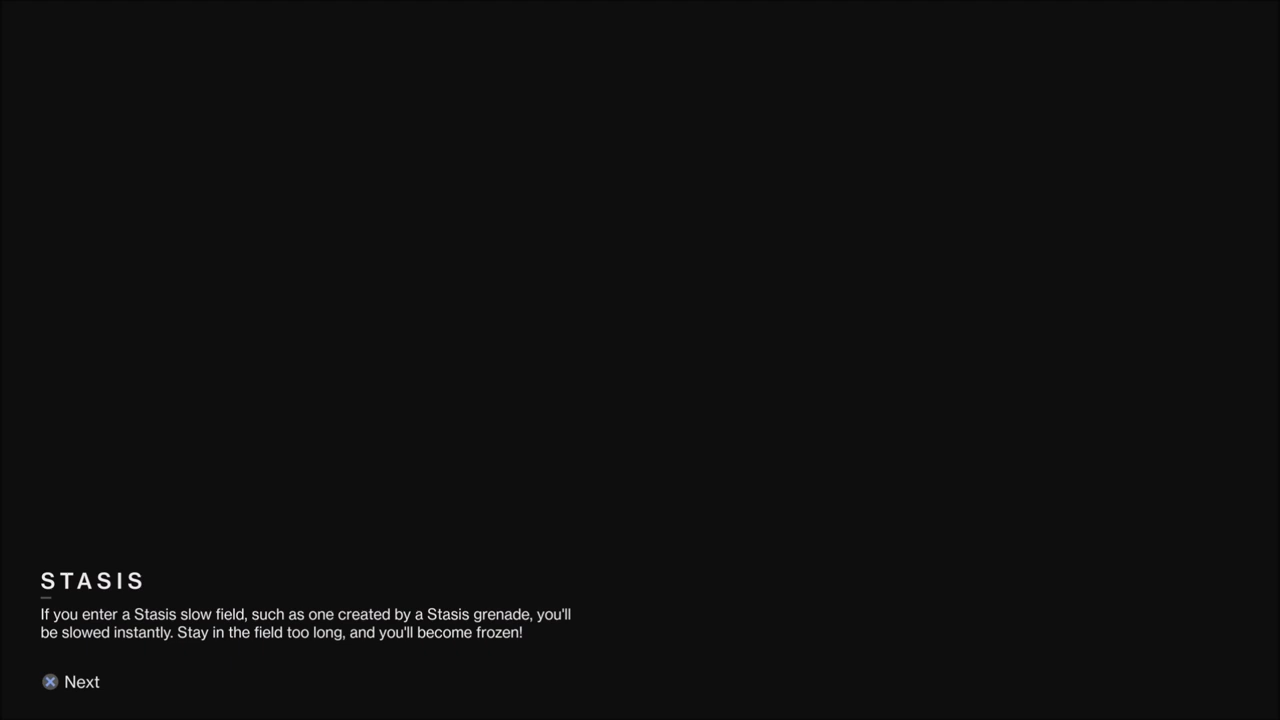 STASIS
If you enter a Stasis slow field, such as one created by a Stasis grenade, you'll
be slowed instantly. Stay in the field too long, and you'll become frozen!
Next